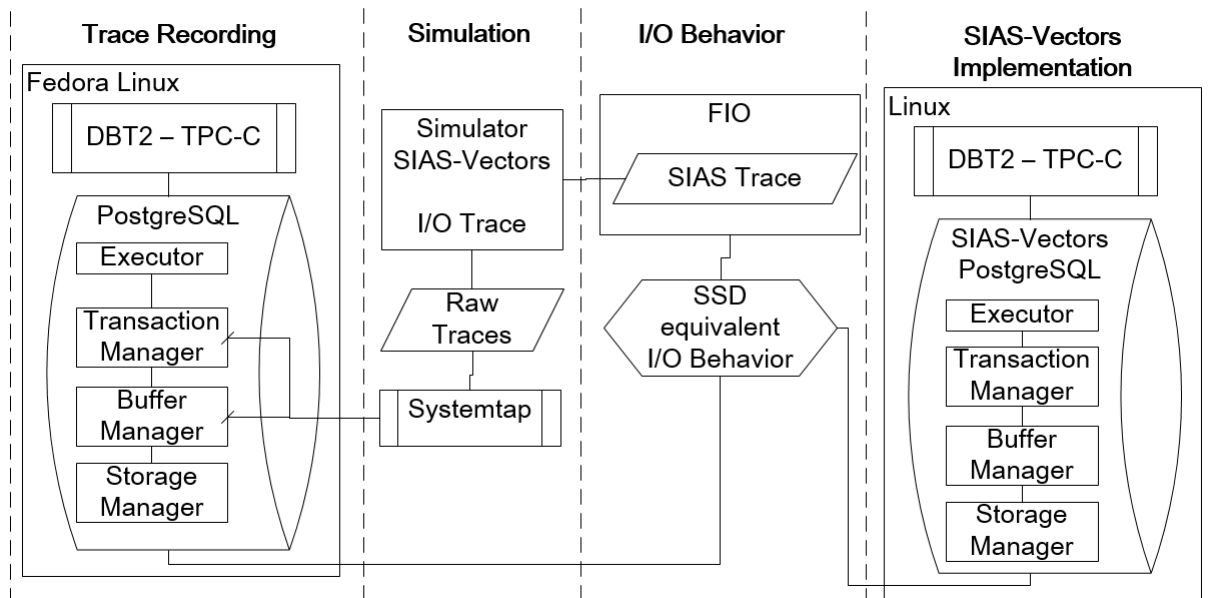 Trace Recording
Fedora Linux
DBT2 – TPC-C
PostgreSQL
Executor
Transaction
Manager
Buffer
Manager
Storage
Manager
Simulation
Simulator
SIAS-Vectors
I/O Trace
Raw
Traces
Systemtap
I/O Behavior
FIO
SIAS Trace
SSD
equivalent
I/O Behavior
SIAS-Vectors
Implementation
Linux
DBT2 – TPC-C
SIAS-Vectors
PostgreSQL
Executor
Transaction
Manager
Buffer
Manager
Storage
Manager